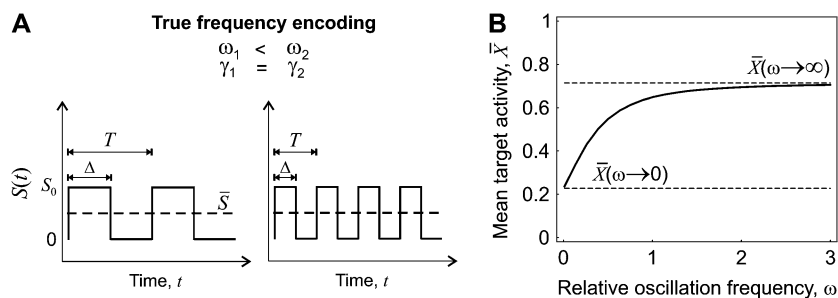 A
True frequency encoding
ω₁ < ω₂
γ₁ = γ₂
S(t)
S₀
0
T
Δ
S̄
Time, t
T
Δ
Time, t
B
Mean target activity, X̄
1
0.8
0.6
0.4
0.2
0
X̄(ω→∞)
X̄(ω→0)
0 1 2 3
Relative oscillation frequency, ω